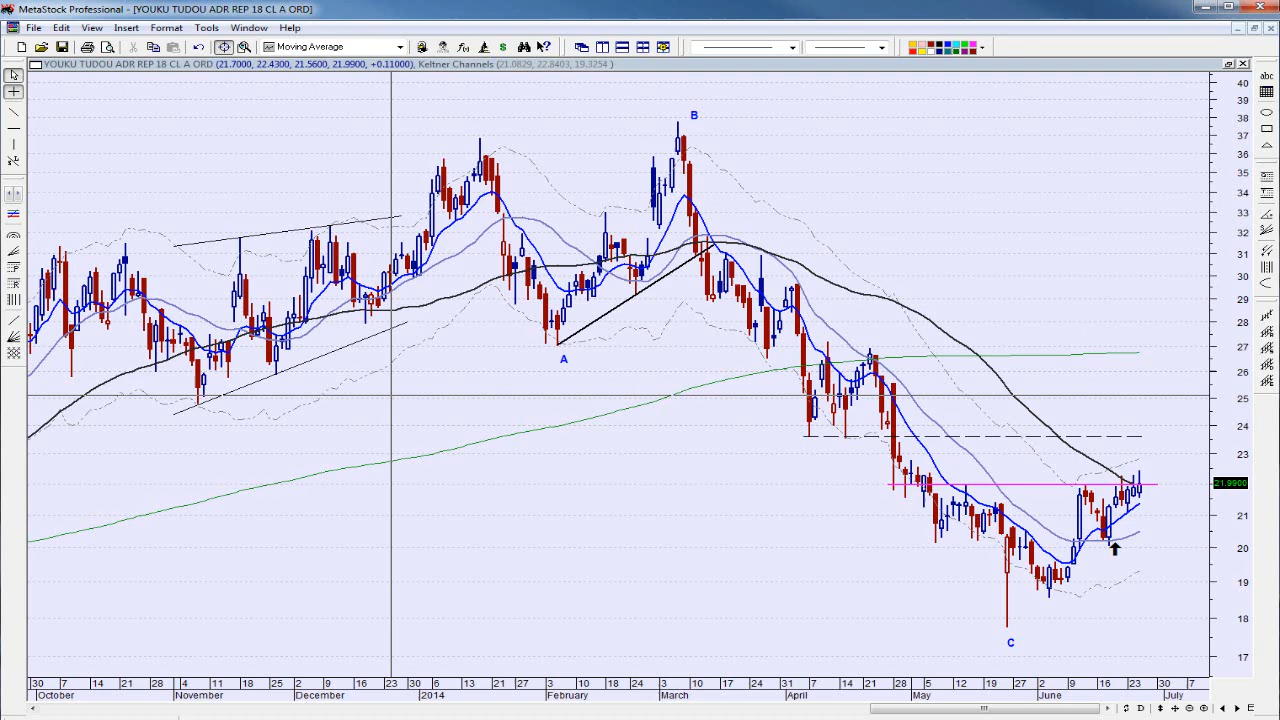 MetaStock Professional - [YOUKU TUDOU ADR REP 18 CL A ORD]
File Edit View Insert Format Tools Window Help
Moving Average
YOUKU TUDOU ADR REP 18 CL A ORD (21.7000, 22.4300, 21.5600, 21.9900, +0.11000), Keltner Channels (21.0829, 22.8403, 19.3254 )
abc
40
39
38
37
36
35
34
33
32
31
30
29
28
27
26
25
24
23
21.9900
21
20
19
18
17
B
A
C
30 7 14 21 28 4 11 18 25 2 9 16 23 30 6 13 21 27 3 10 18 24 3 10 17 24 31 7 14 21 28 5 12 19 27 2 9 16 23 30 7
October November December 2014 February March April May June July
D E